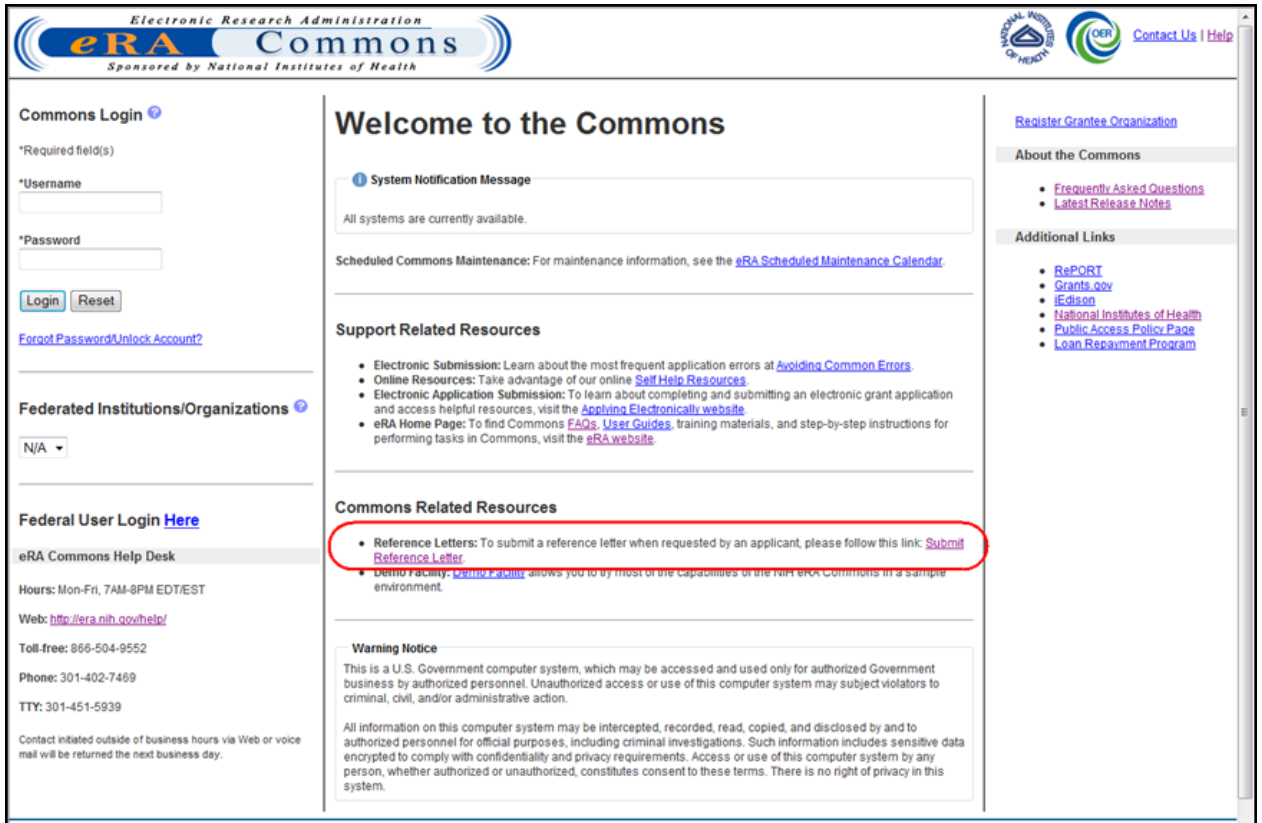 Electronic Research Administration
eRA Commons
Sponsored by National Institutes of Health
NATIONAL INSTITUTES OF HEALTH
OER
Contact Us | Help
Commons Login
*Required field(s)
*Username
*Password
Login Reset
Forgot Password/Unlock Account?
Federated Institutions/Organizations
N/A
Federal User Login Here
eRA Commons Help Desk
Hours: Mon-Fri, 7AM-8PM EDT/EST
Web: http://era.nih.gov/help/
Toll-free: 866-504-9552
Phone: 301-402-7469
TTY: 301-451-5939
Contact initiated outside of business hours via Web or voice
mail will be returned the next business day.
Welcome to the Commons
System Notification Message
All systems are currently available.
Scheduled Commons Maintenance: For maintenance information, see the eRA Scheduled Maintenance Calendar.
Support Related Resources
• Electronic Submission: Learn about the most frequent application errors at Avoiding Common Errors.
• Online Resources: Take advantage of our online Self Help Resources.
• Electronic Application Submission: To learn about completing and submitting an electronic grant application
and access helpful resources, visit the Applying Electronically website.
• eRA Home Page: To find Commons FAQs, User Guides, training materials, and step-by-step instructions for
performing tasks in Commons, visit the eRA website.
Commons Related Resources
• Reference Letters: To submit a reference letter when requested by an applicant, please follow this link: Submit
Reference Letter.
• Demo Facility: Demo Facility allows you to try most of the capabilities of the NIH eRA Commons in a sample
environment.
Warning Notice
This is a U.S. Government computer system, which may be accessed and used only for authorized Government
business by authorized personnel. Unauthorized access or use of this computer system may subject violators to
criminal, civil, and/or administrative action.
All information on this computer system may be intercepted, recorded, read, copied, and disclosed by and to
authorized personnel for official purposes, including criminal investigations. Such information includes sensitive data
encrypted to comply with confidentiality and privacy requirements. Access or use of this computer system by any
person, whether authorized or unauthorized, constitutes consent to these terms. There is no right of privacy in this
system.
Register Grantee Organization
About the Commons
• Frequently Asked Questions
• Latest Release Notes
Additional Links
• RePORT
• Grants.gov
• iEdison
• National Institutes of Health
• Public Access Policy Page
• Loan Repayment Program